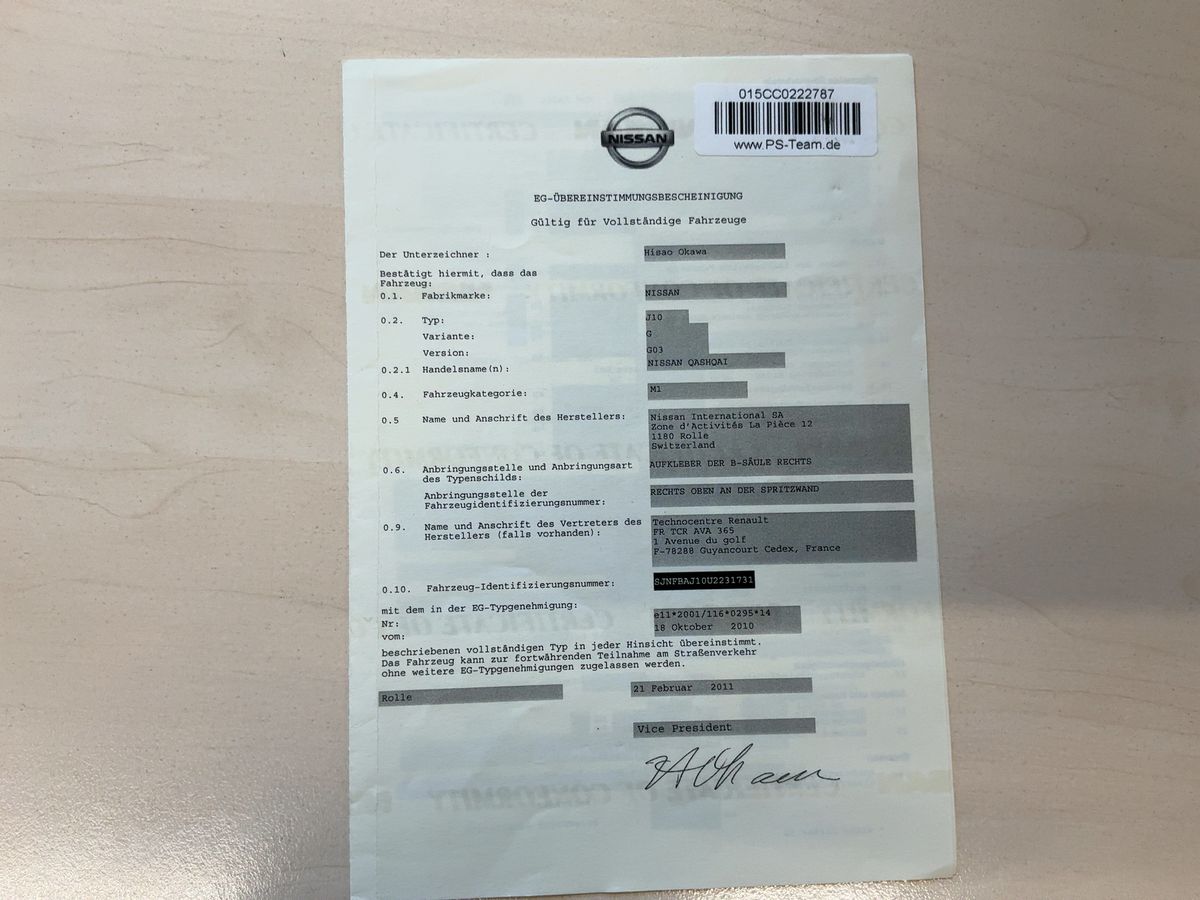 015CC0222787
www.PS-Team.de
NISSAN
EG-ÜBEREINSTIMMUNGSBESCHEINIGUNG
Gültig für Vollständige Fahrzeuge
Der Unterzeichner : Hisao Okawa
Bestätigt hiermit, dass das
Fahrzeug:
0.1. Fabrikmarke: NISSAN
0.2. Typ: J10
Variante: G
Version: G03
0.2.1 Handelsname(n): NISSAN QASHQAI
0.4. Fahrzeugkategorie: M1
0.5 Name und Anschrift des Herstellers: Nissan International SA
Zone d'Activités La Pièce 12
1180 Rolle
Switzerland
0.6. Anbringungsstelle und Anbringungsart AUFKLEBER DER B-SÄULE RECHTS
des Typenschilds:
Anbringungsstelle der RECHTS OBEN AN DER SPRITZWAND
Fahrzeugidentifizierungsnummer:
0.9. Name und Anschrift des Vertreters des Technocentre Renault
Herstellers (falls vorhanden): FR TCR AVA 365
1 Avenue du golf
F-78288 Guyancourt Cedex, France
0.10. Fahrzeug-Identifizierungsnummer: SJNFBAJ10U2231731
mit dem in der EG-Typgenehmigung:
Nr: e11*2001/116*0295*14
vom: 18 Oktober 2010
beschriebenen vollständigen Typ in jeder Hinsicht übereinstimmt.
Das Fahrzeug kann zur fortwährenden Teilnahme am Straßenverkehr
ohne weitere EG-Typgenehmigungen zugelassen werden.
Rolle 21 Februar 2011
Vice President